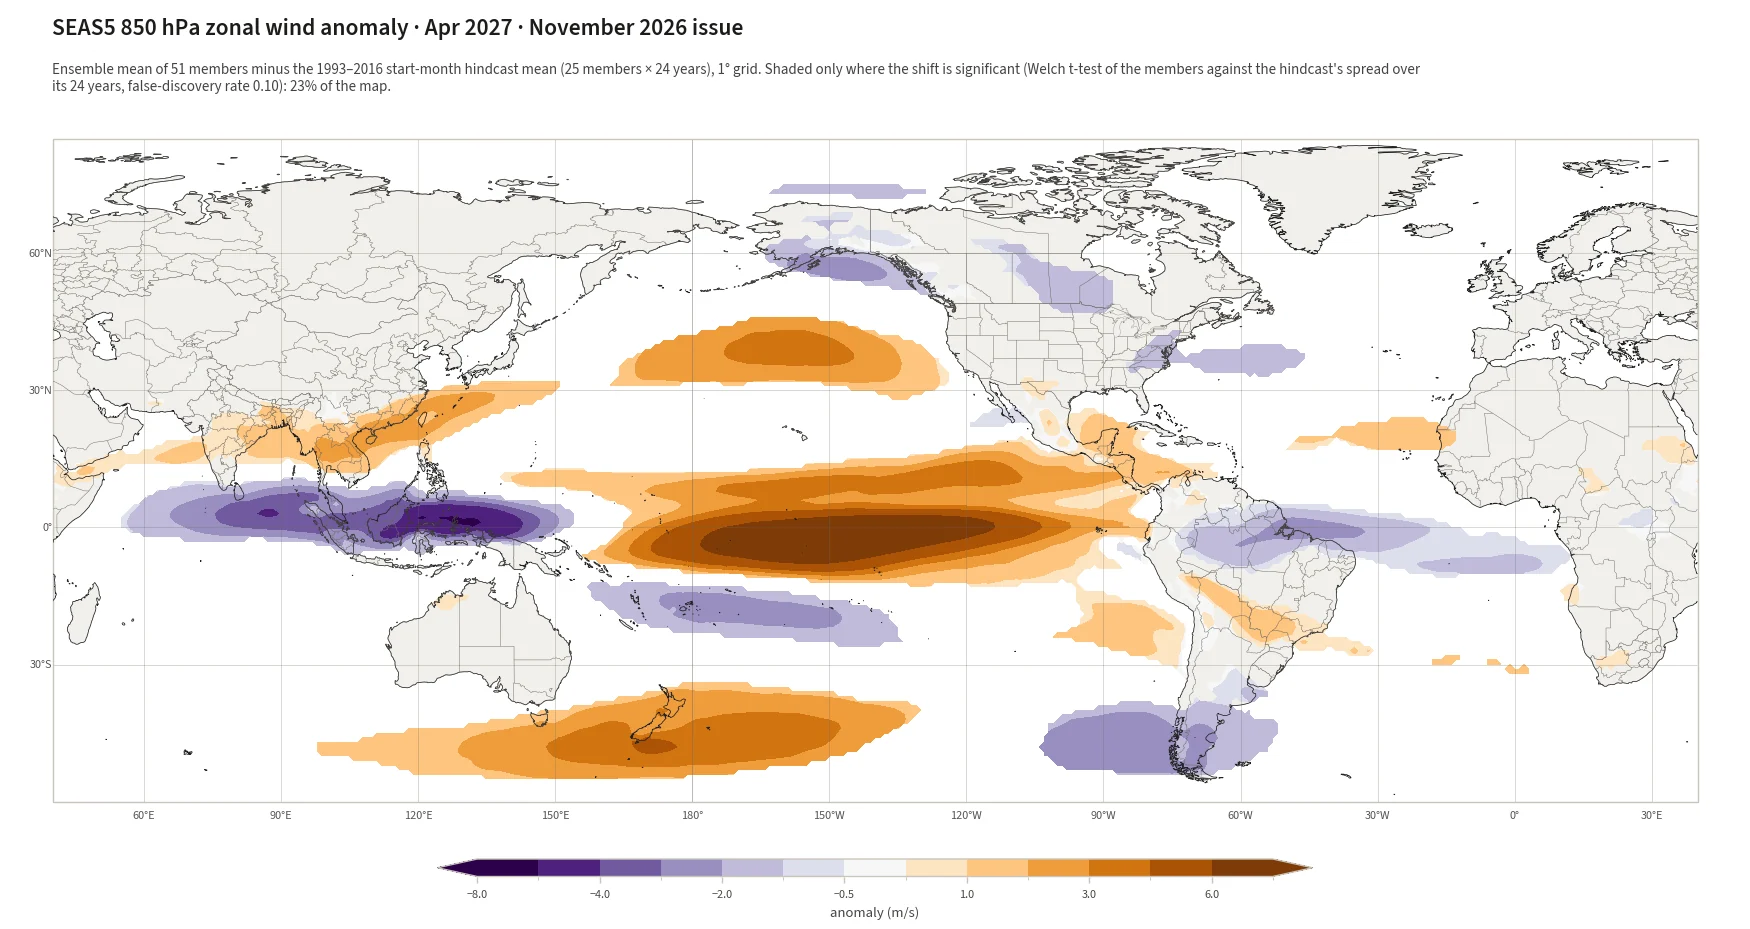 SEAS5 850 hPa zonal wind anomaly · Apr 2027 · November 2026 issue
Ensemble mean of 51 members minus the 1993–2016 start-month hindcast mean (25 members × 24 years), 1° grid. Shaded only where the shift is significant (Welch t-test of the members against the hindcast's spread over
its 24 years, false-discovery rate 0.10): 23% of the map.
60°N
30°N
0°
30°S
60°E 90°E 120°E 150°E 180° 150°W 120°W 90°W 60°W 30°W 0° 30°E
−8.0 −4.0 −2.0 −0.5 1.0 3.0 6.0
anomaly (m/s)